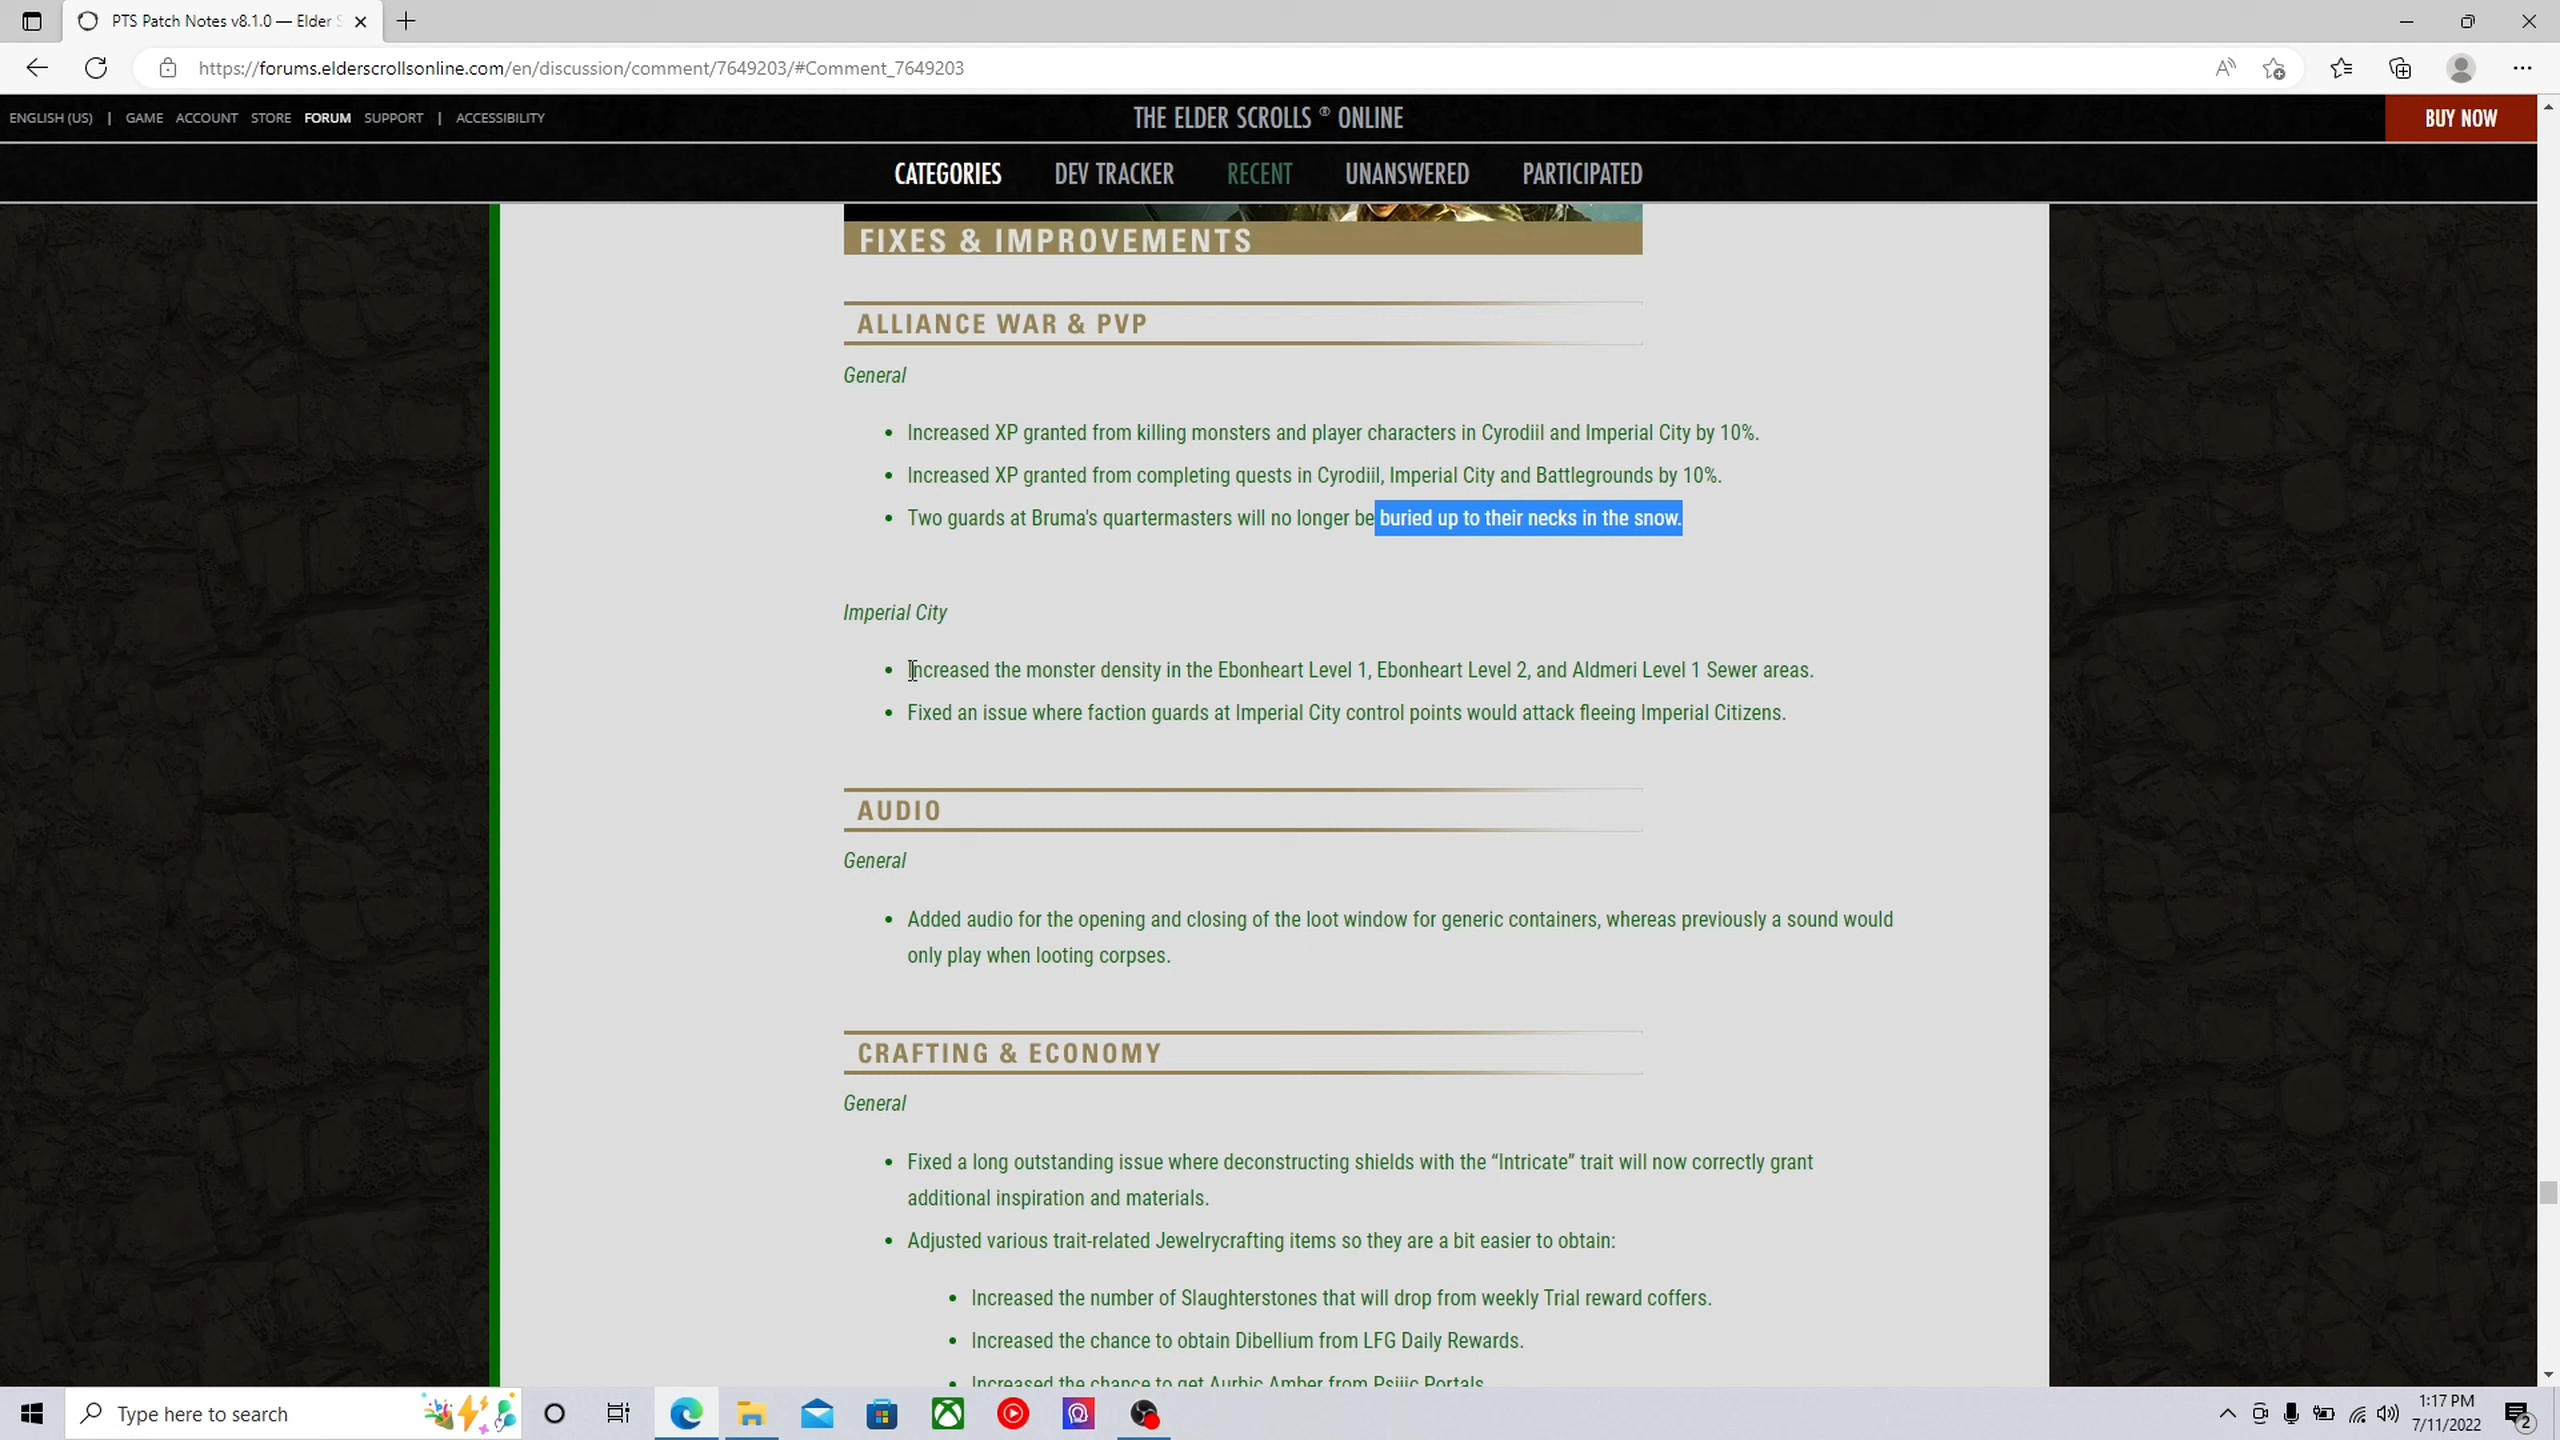 PTS Patch Notes v8.1.0 — Elder S
https://forums.elderscrollsonline.com/en/discussion/comment/7649203/#Comment_7649203
ENGLISH (US) | GAME ACCOUNT STORE FORUM SUPPORT | ACCESSIBILITY
THE ELDER SCROLLS ® ONLINE
BUY NOW
CATEGORIES DEV TRACKER RECENT UNANSWERED PARTICIPATED
FIXES & IMPROVEMENTS
ALLIANCE WAR & PVP
General
• Increased XP granted from killing monsters and player characters in Cyrodiil and Imperial City by 10%.
• Increased XP granted from completing quests in Cyrodiil, Imperial City and Battlegrounds by 10%.
• Two guards at Bruma's quartermasters will no longer be buried up to their necks in the snow.
Imperial City
• Increased the monster density in the Ebonheart Level 1, Ebonheart Level 2, and Aldmeri Level 1 Sewer areas.
• Fixed an issue where faction guards at Imperial City control points would attack fleeing Imperial Citizens.
AUDIO
General
• Added audio for the opening and closing of the loot window for generic containers, whereas previously a sound would
only play when looting corpses.
CRAFTING & ECONOMY
General
• Fixed a long outstanding issue where deconstructing shields with the “Intricate” trait will now correctly grant
additional inspiration and materials.
• Adjusted various trait-related Jewelrycrafting items so they are a bit easier to obtain:
• Increased the number of Slaughterstones that will drop from weekly Trial reward coffers.
• Increased the chance to obtain Dibellium from LFG Daily Rewards.
• Increased the chance to get Aurbic Amber from Psijic Portals.
Type here to search
1:17 PM
7/11/2022
2